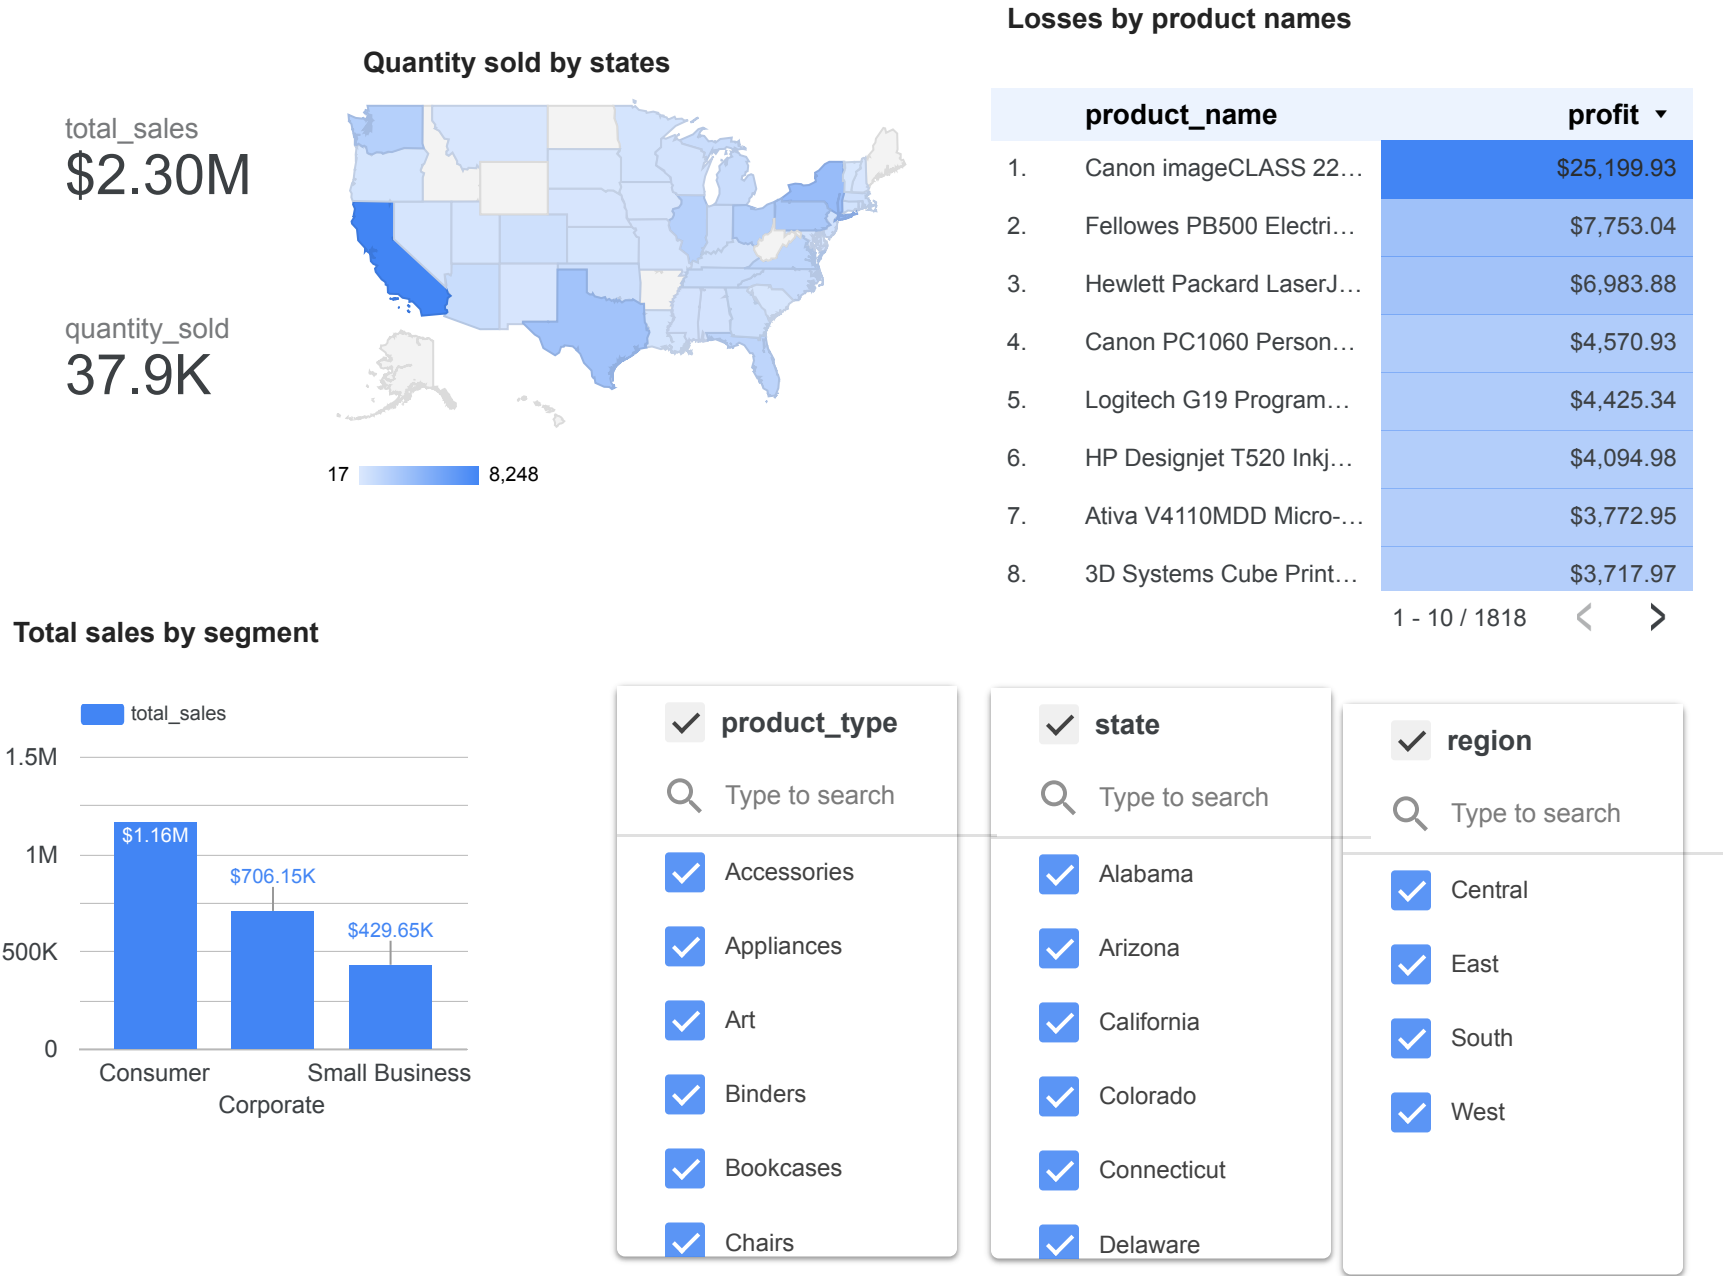 Losses by product names
Quantity sold by states
total_sales
$2.30M
quantity_sold
37.9K
17
8,248
product_name profit
1. Canon imageCLASS 22… $25,199.93
2. Fellowes PB500 Electri… $7,753.04
3. Hewlett Packard LaserJ… $6,983.88
4. Canon PC1060 Person… $4,570.93
5. Logitech G19 Program… $4,425.34
6. HP Designjet T520 Inkj… $4,094.98
7. Ativa V4110MDD Micro-… $3,772.95
8. 3D Systems Cube Print… $3,717.97
1 - 10 / 1818
Total sales by segment
total_sales
1.5M
1M
500K
0
$1.16M
$706.15K
$429.65K
Consumer
Corporate
Small Business
product_type
Type to search
Accessories
Appliances
Art
Binders
Bookcases
Chairs
state
Type to search
Alabama
Arizona
California
Colorado
Connecticut
Delaware
region
Type to search
Central
East
South
West